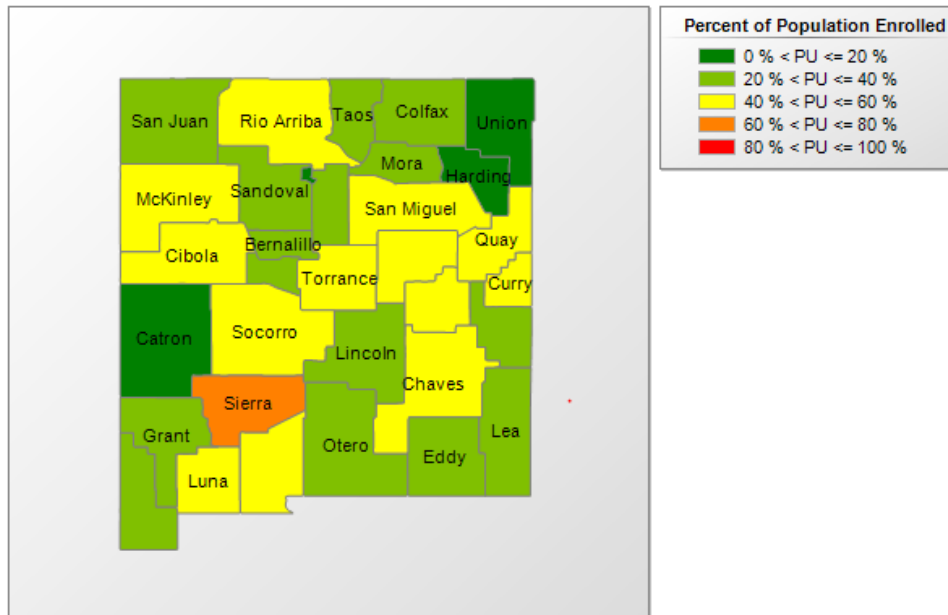 Percent of Population Enrolled
0 % < PU <= 20 %
20 % < PU <= 40 %
40 % < PU <= 60 %
60 % < PU <= 80 %
80 % < PU <= 100 %
San Juan
Rio Arriba
Taos
Colfax
Union
Mora
Harding
McKinley
Sandoval
San Miguel
Quay
Bernalillo
Cibola
Torrance
Curry
Catron
Socorro
Lincoln
Chaves
Sierra
Grant
Otero
Eddy
Lea
Luna